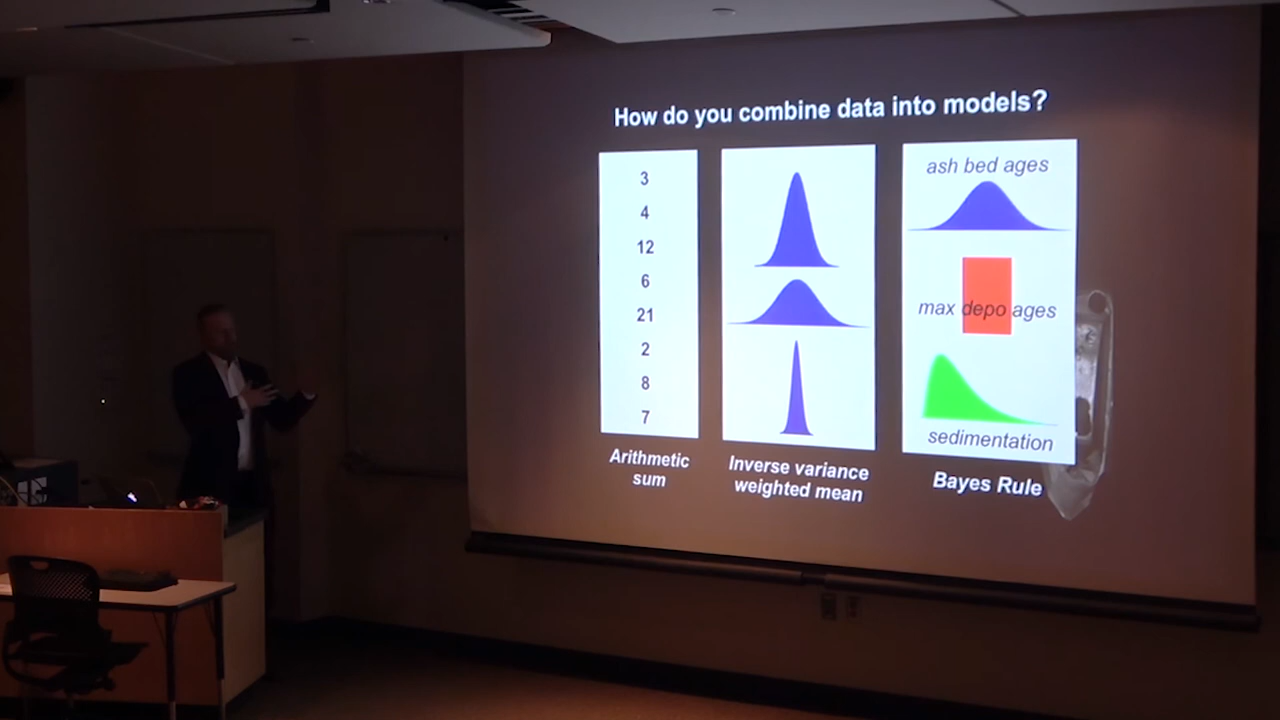 How do you combine data into models?
3
4
12
6
21
2
8
7
Arithmetic
sum
Inverse variance
weighted mean
ash bed ages
max depo ages
sedimentation
Bayes Rule